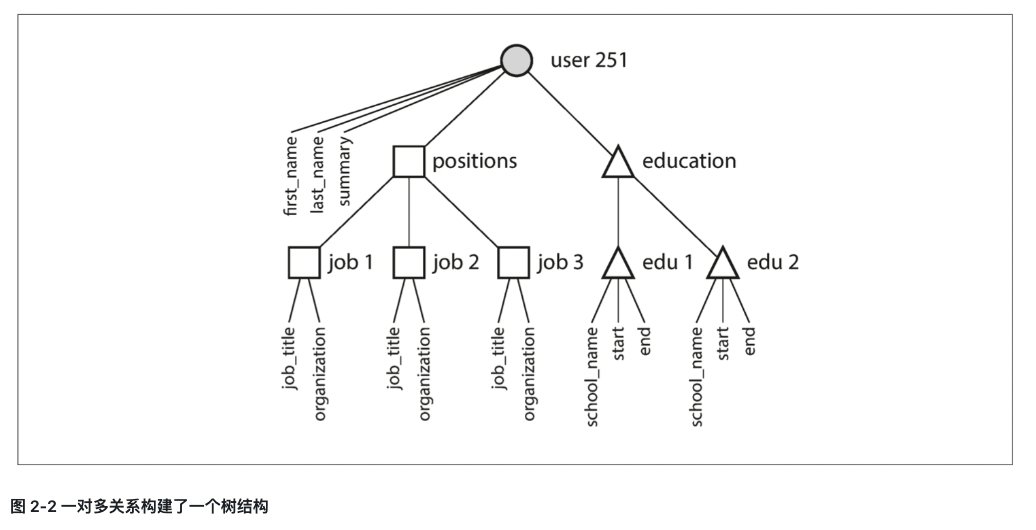 user 251
first_name
last_name
summary
positions
education
job 1
job 2
job 3
edu 1
edu 2
job_title
organization
job_title
organization
job_title
organization
school_name
start
end
school_name
start
end
图 2-2 一对多关系构建了一个树结构